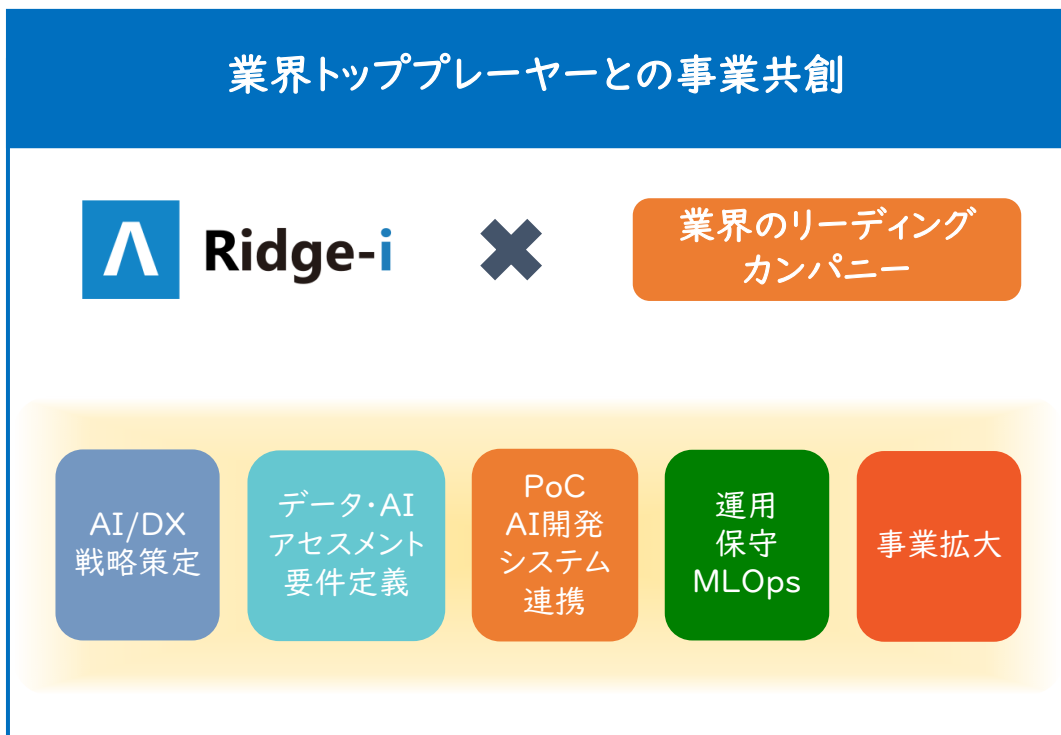 業界トッププレーヤーとの事業共創
Ridge-i
業界のリーディング
カンパニー
AI/DX
戦略策定
データ・AI
アセスメント
要件定義
PoC
AI開発
システム
連携
運用
保守
MLOps
事業拡大